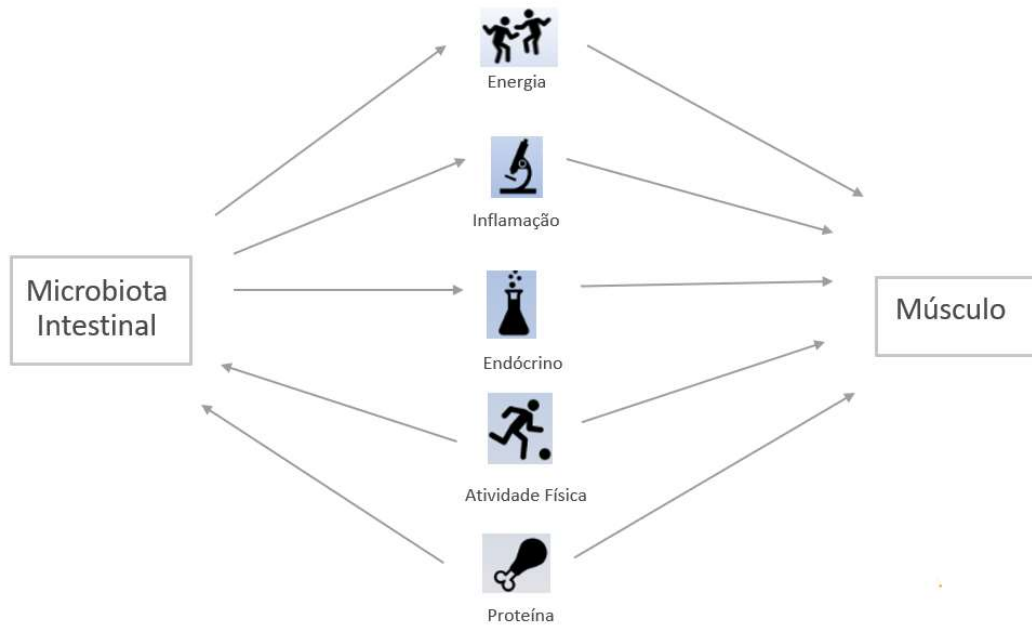 Energia
Inflamação
Microbiota
Intestinal
Músculo
Endócrino
Atividade Física
Proteína